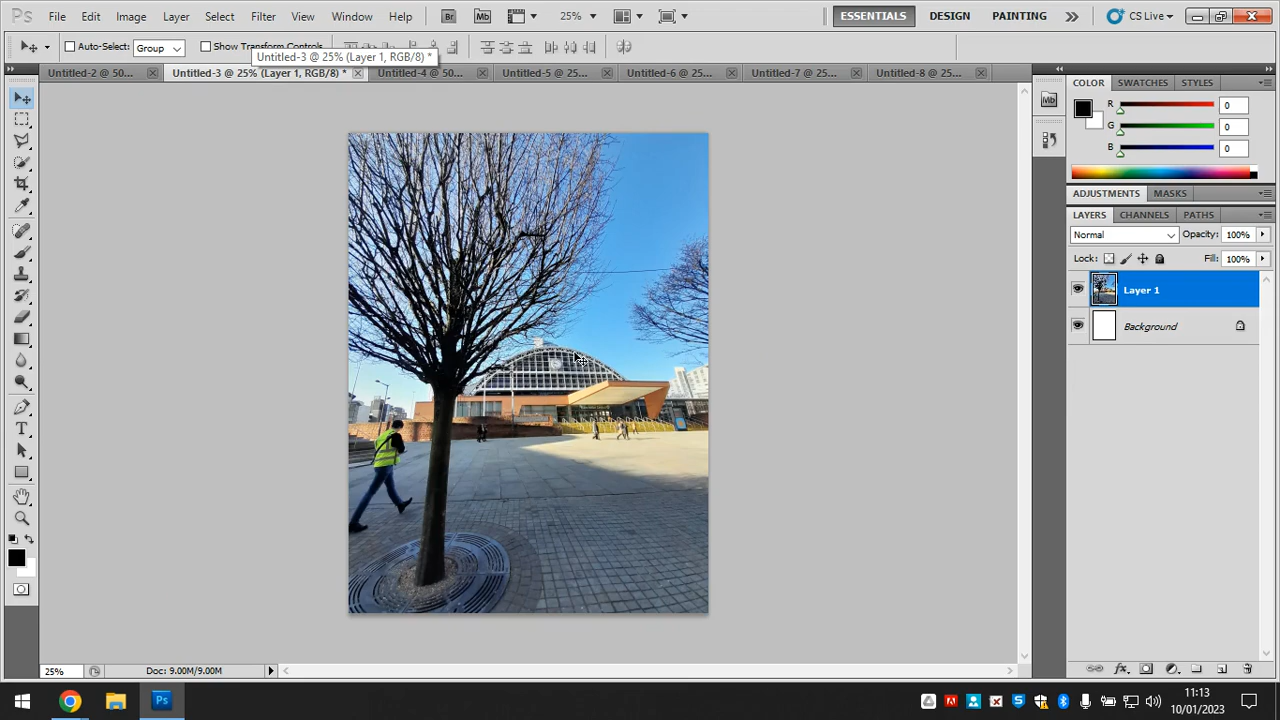 Ps File Edit Image Layer Select Filter View Window Help Br Mb 25% ESSENTIALS DESIGN PAINTING CS Live
Auto-Select: Group Show Transform Controls
Untitled-3 @ 25% (Layer 1, RGB/8) *
Untitled-2 @ 50... Untitled-3 @ 25% (Layer 1, RGB/8) * Untitled-4 @ 50... Untitled-5 @ 25... Untitled-6 @ 25... Untitled-7 @ 25... Untitled-8 @ 25...
COLOR SWATCHES STYLES
Mb
R 0
G 0
B 0
ADJUSTMENTS MASKS
LAYERS CHANNELS PATHS
Normal Opacity: 100%
Lock: Fill: 100%
Layer 1
Background
25% Doc: 9.00M/9.00M
Ps
11:13
10/01/2023